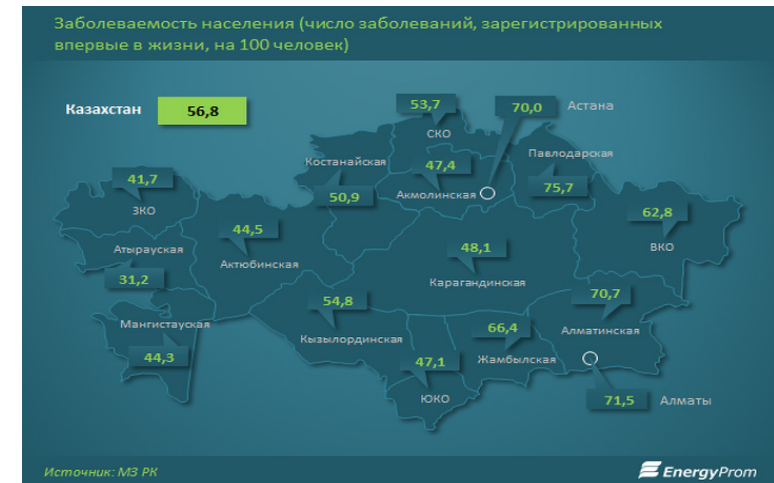 Заболеваемость населения (число заболеваний, зарегистрированных
впервые в жизни, на 100 человек)
Казахстан
56,8
53,7
СКО
70,0
Астана
Костанайская
50,9
47,4
Акмолинская
Павлодарская
75,7
41,7
ЗКО
44,5
Актюбинская
62,8
ВКО
Атырауская
31,2
48,1
Карагандинская
Мангистауская
44,3
54,8
Кызылординская
70,7
Алматинская
66,4
Жамбылская
47,1
ЮКО
71,5
Алматы
Источник: МЗ РК
EnergyProm